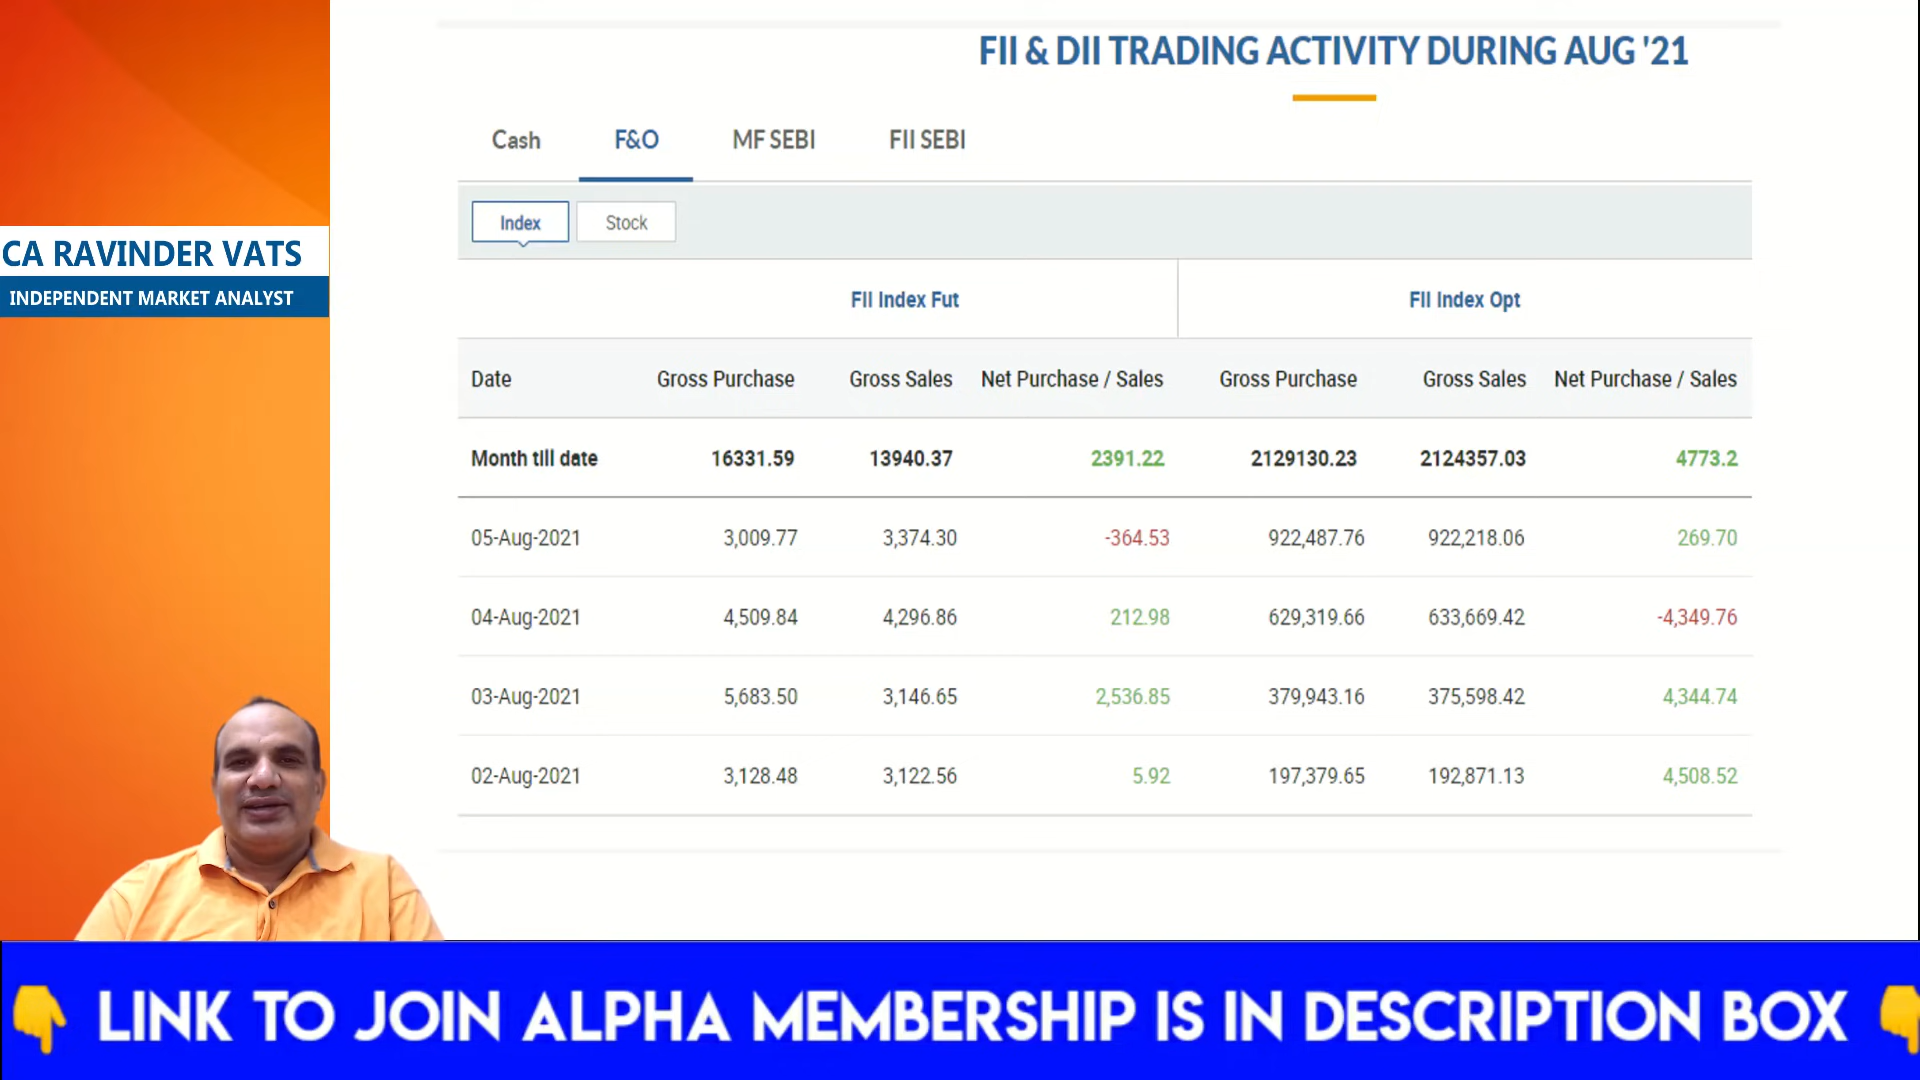 FII & DII TRADING ACTIVITY DURING AUG '21
Cash F&O MF SEBI FII SEBI
Index Stock
CA RAVINDER VATS
INDEPENDENT MARKET ANALYST
FII Index Fut FII Index Opt
Date Gross Purchase Gross Sales Net Purchase / Sales Gross Purchase Gross Sales Net Purchase / Sales
Month till date 16331.59 13940.37 2391.22 2129130.23 2124357.03 4773.2
05-Aug-2021 3,009.77 3,374.30 -364.53 922,487.76 922,218.06 269.70
04-Aug-2021 4,509.84 4,296.86 212.98 629,319.66 633,669.42 -4,349.76
03-Aug-2021 5,683.50 3,146.65 2,536.85 379,943.16 375,598.42 4,344.74
02-Aug-2021 3,128.48 3,122.56 5.92 197,379.65 192,871.13 4,508.52
LINK TO JOIN ALPHA MEMBERSHIP IS IN DESCRIPTION BOX